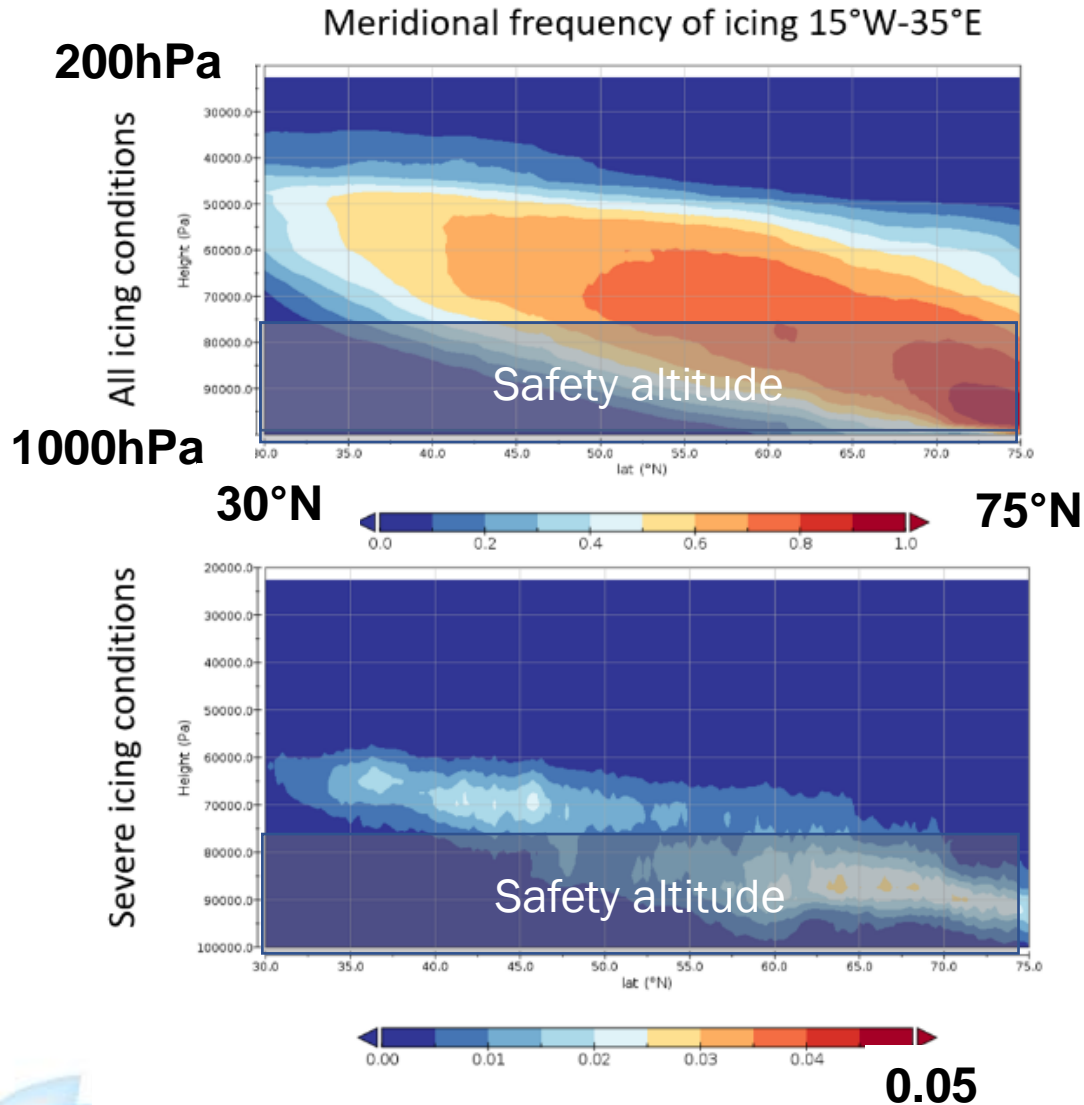 Meridional frequency of icing 15°W-35°E
200hPa
All icing conditions
Height (Pa)
30000.0
40000.0
50000.0
60000.0
70000.0
80000.0
90000.0
Safety altitude
1000hPa
30.0 35.0 40.0 45.0 50.0 55.0 60.0 65.0 70.0 75.0
lat (°N)
30°N
75°N
0.0 0.2 0.4 0.6 0.8 1.0
Severe icing conditions
Height (Pa)
20000.0
30000.0
40000.0
50000.0
60000.0
70000.0
80000.0
90000.0
100000.0
Safety altitude
30.0 35.0 40.0 45.0 50.0 55.0 60.0 65.0 70.0 75.0
lat (°N)
0.00 0.01 0.02 0.03 0.04
0.05